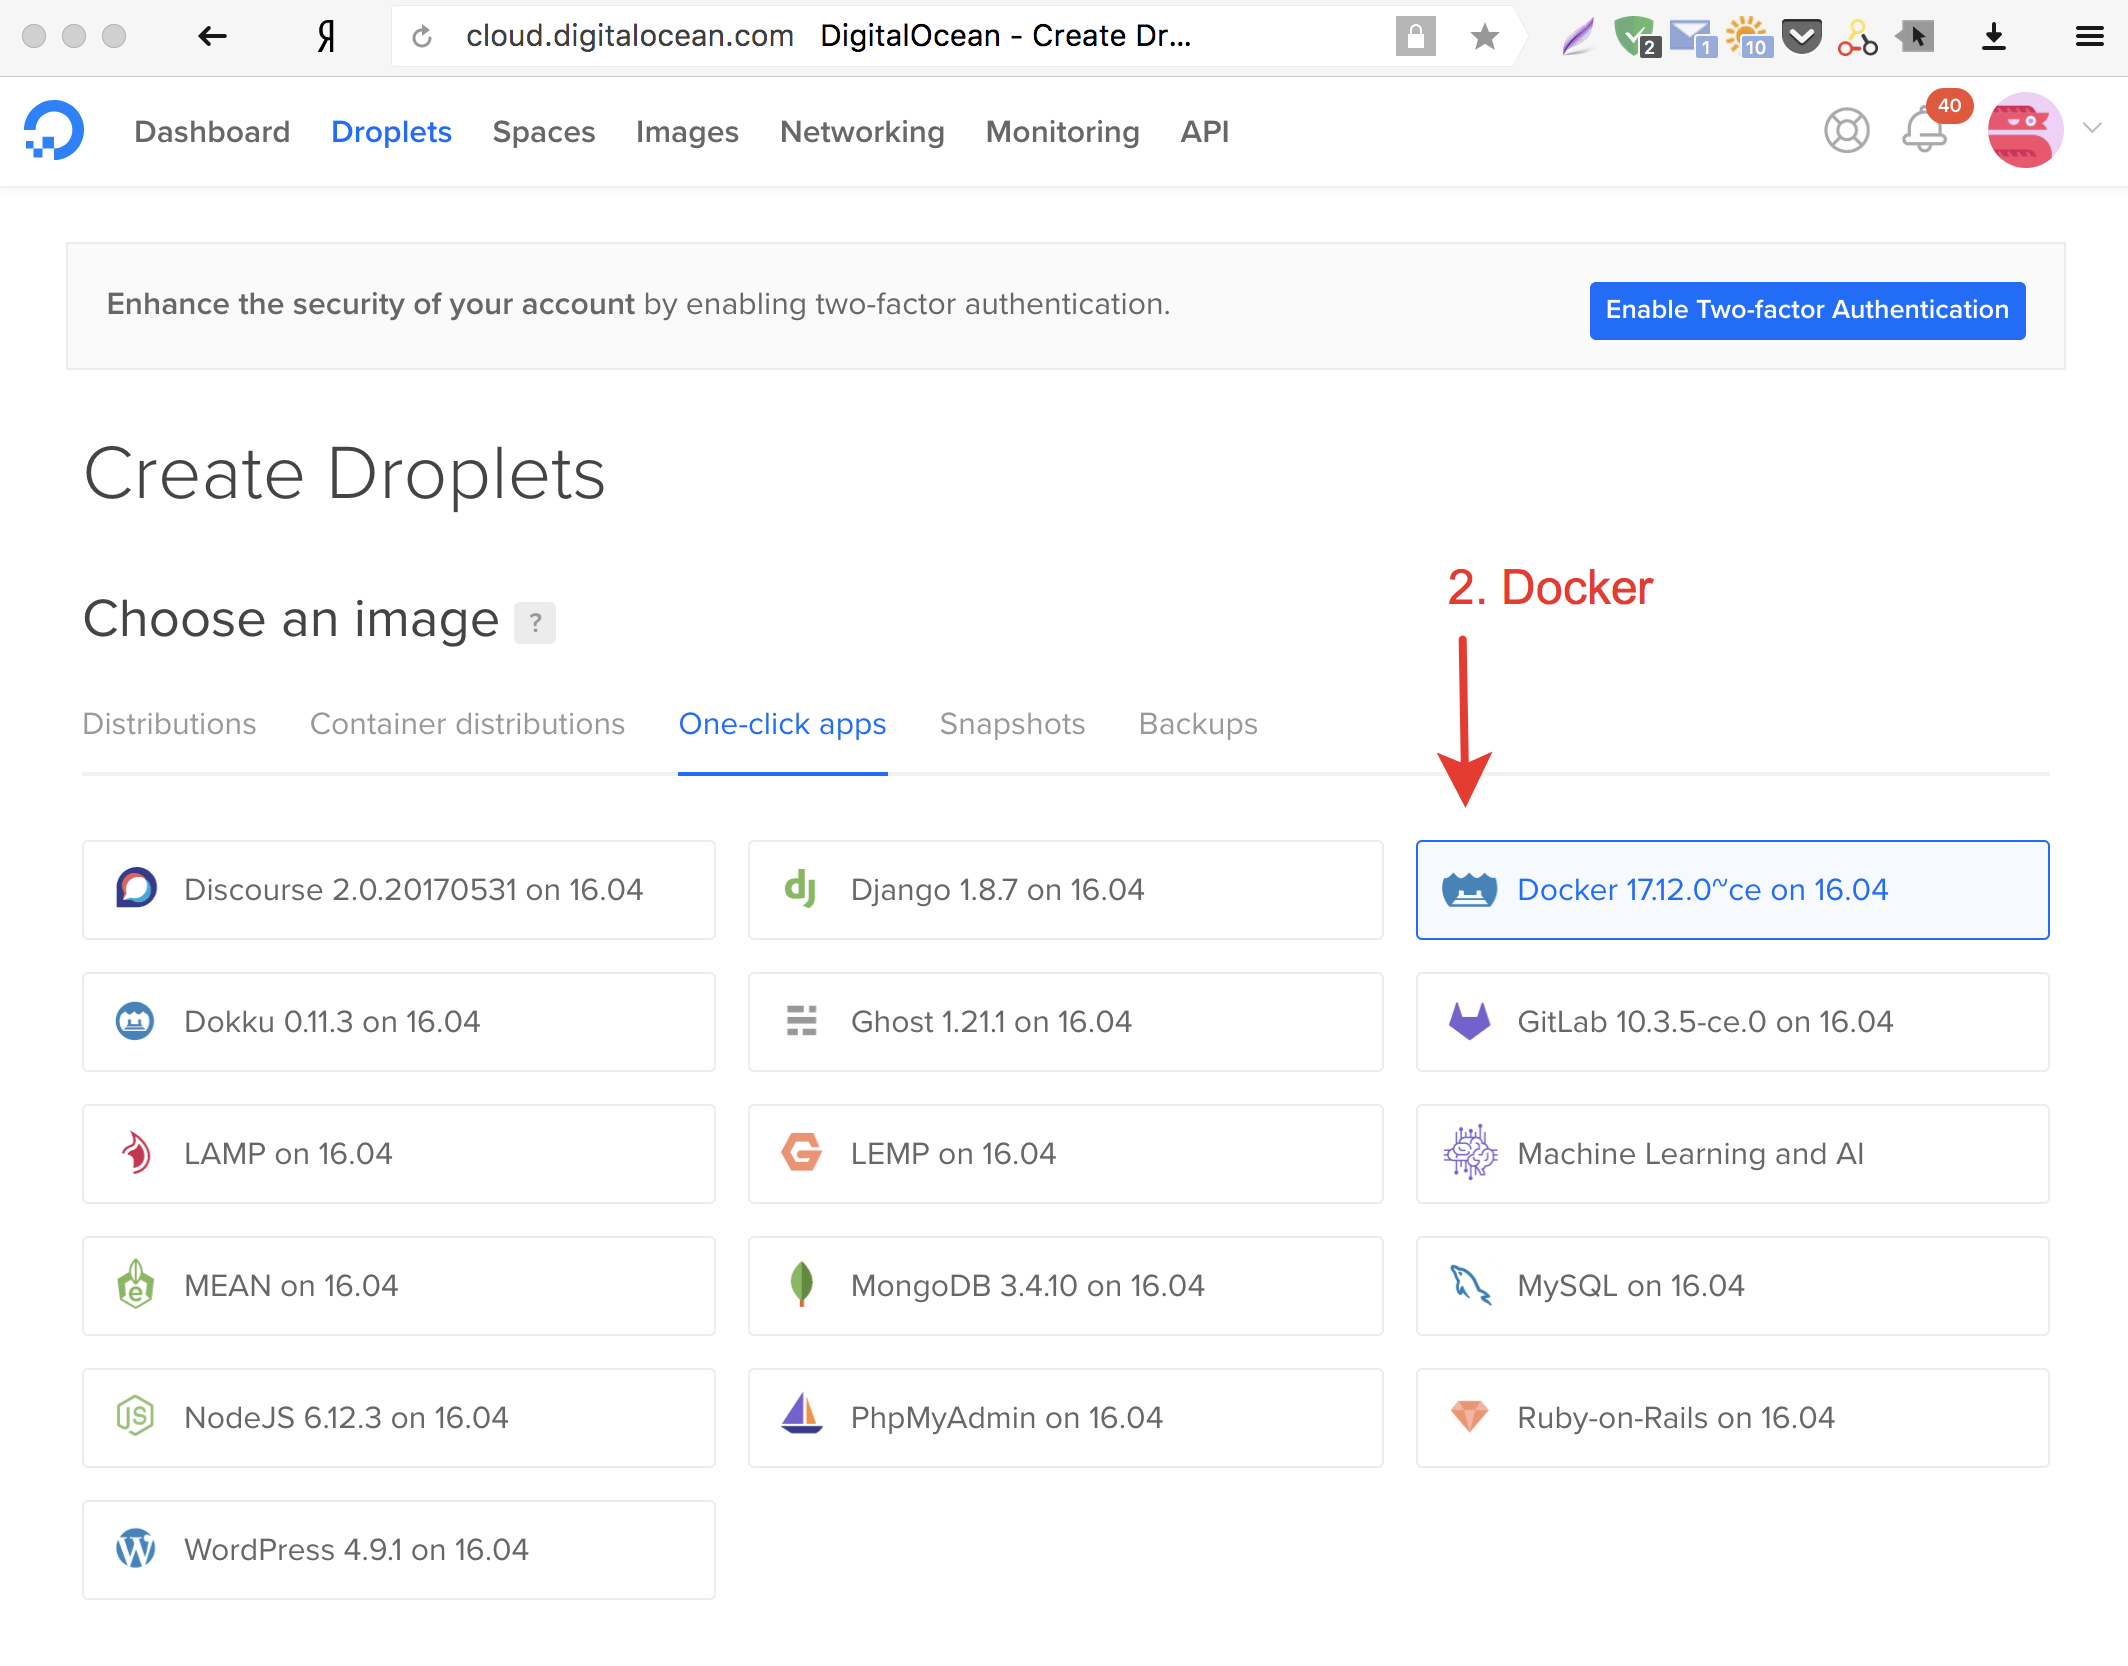 Я
cloud.digitalocean.com DigitalOcean - Create Dr...
2
1
10
Dashboard Droplets Spaces Images Networking Monitoring API
40
Enhance the security of your account by enabling two-factor authentication.
Enable Two-factor Authentication
Create Droplets
2. Docker
Choose an image ?
Distributions Container distributions One-click apps Snapshots Backups
Discourse 2.0.20170531 on 16.04
dj Django 1.8.7 on 16.04
Docker 17.12.0~ce on 16.04
Dokku 0.11.3 on 16.04
Ghost 1.21.1 on 16.04
GitLab 10.3.5-ce.0 on 16.04
LAMP on 16.04
LEMP on 16.04
Machine Learning and AI
e MEAN on 16.04
MongoDB 3.4.10 on 16.04
MySQL on 16.04
JS NodeJS 6.12.3 on 16.04
PhpMyAdmin on 16.04
Ruby-on-Rails on 16.04
W WordPress 4.9.1 on 16.04